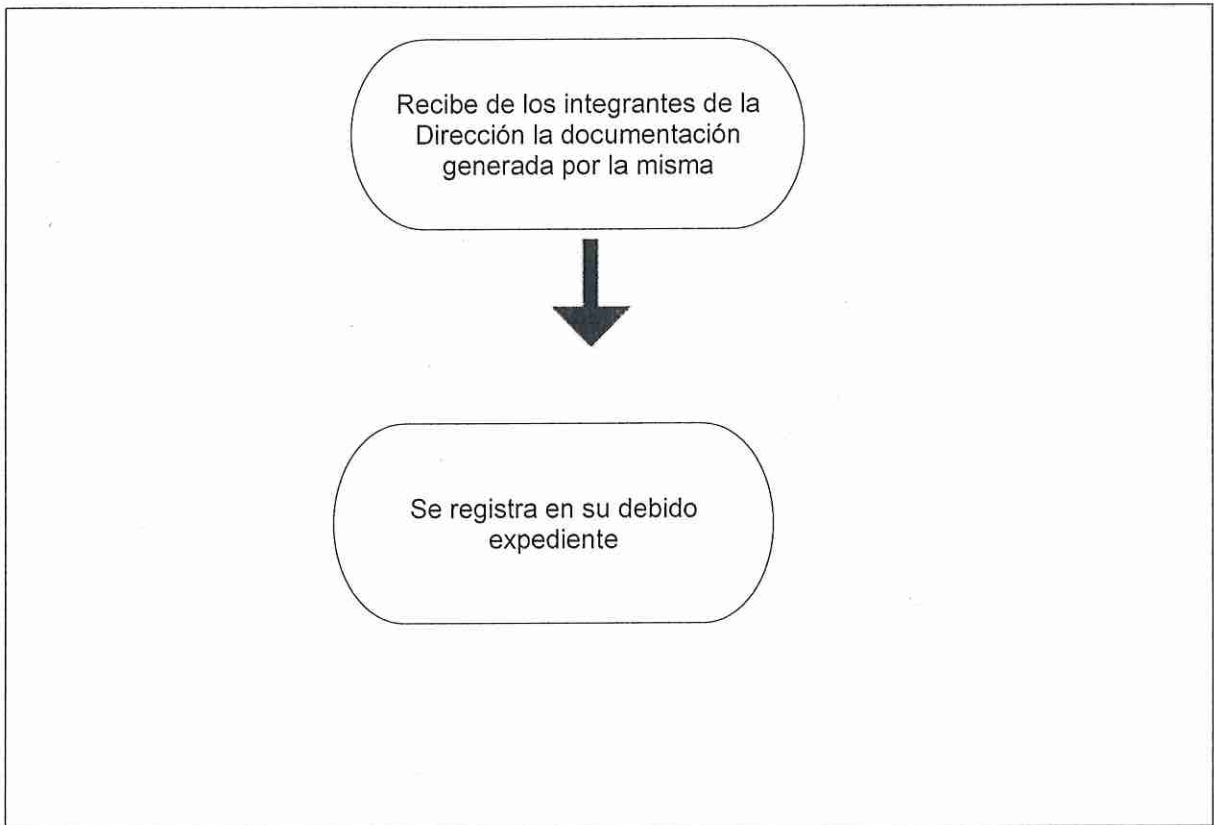 Recibe de los integrantes de la
Dirección la documentación
generada por la misma
Se registra en su debido
expediente